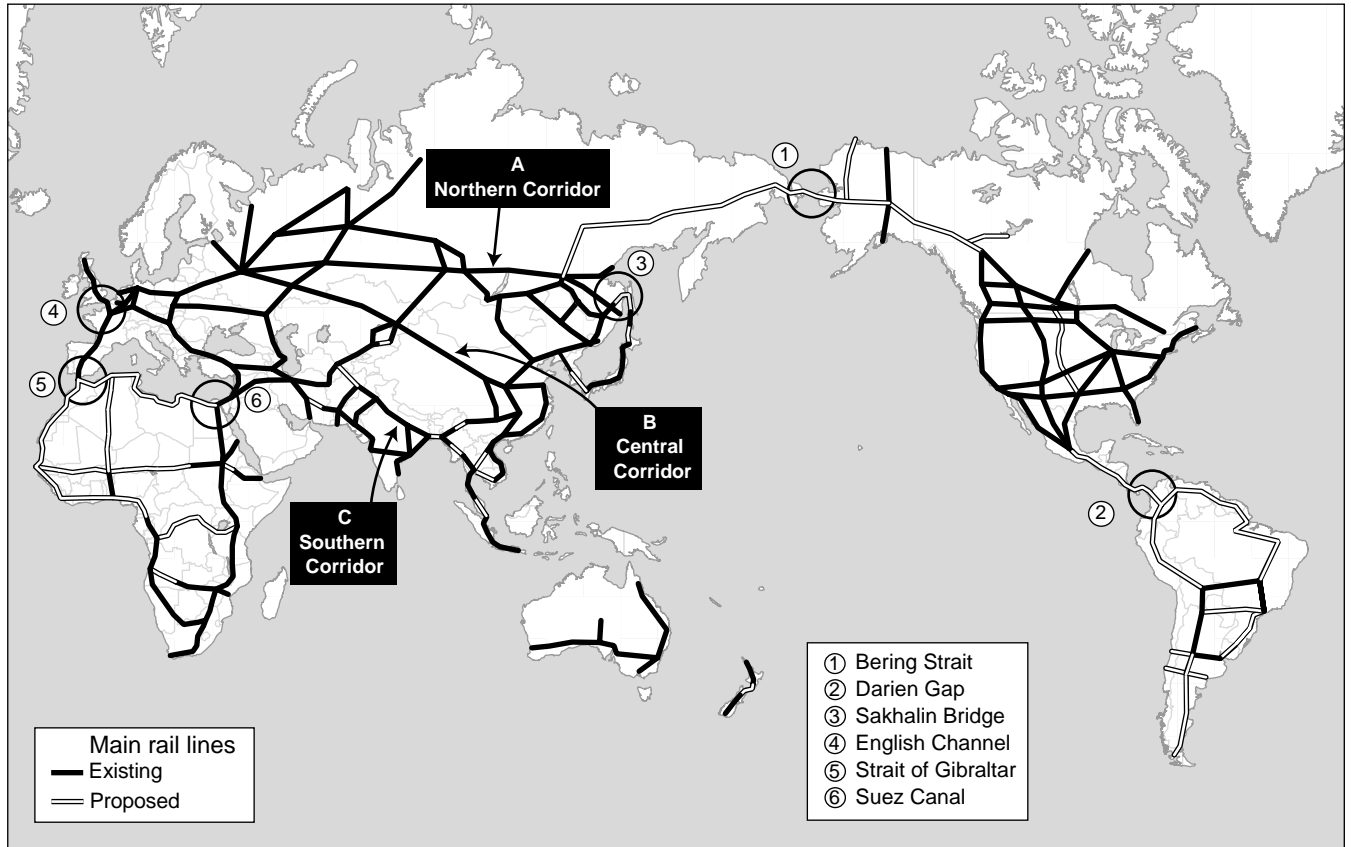 1
A
Northern Corridor
3
4
5
6
B
Central
Corridor
2
C
Southern
Corridor
Main rail lines
Existing
Proposed
1 Bering Strait
2 Darien Gap
3 Sakhalin Bridge
4 English Channel
5 Strait of Gibraltar
6 Suez Canal